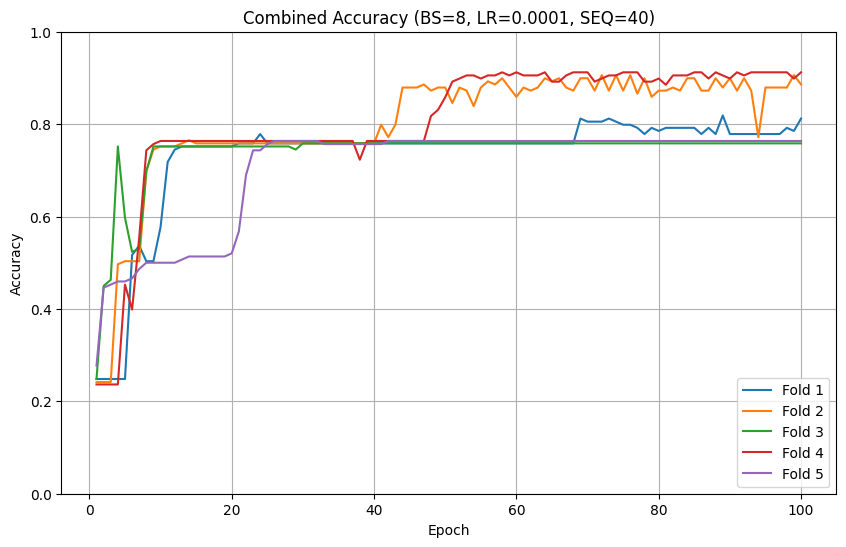 Combined Accuracy (BS=8, LR=0.0001, SEQ=40)
1.0
0.8
0.6
0.4
0.2
0.0
Accuracy
0 20 40 60 80 100
Epoch
Fold 1
Fold 2
Fold 3
Fold 4
Fold 5